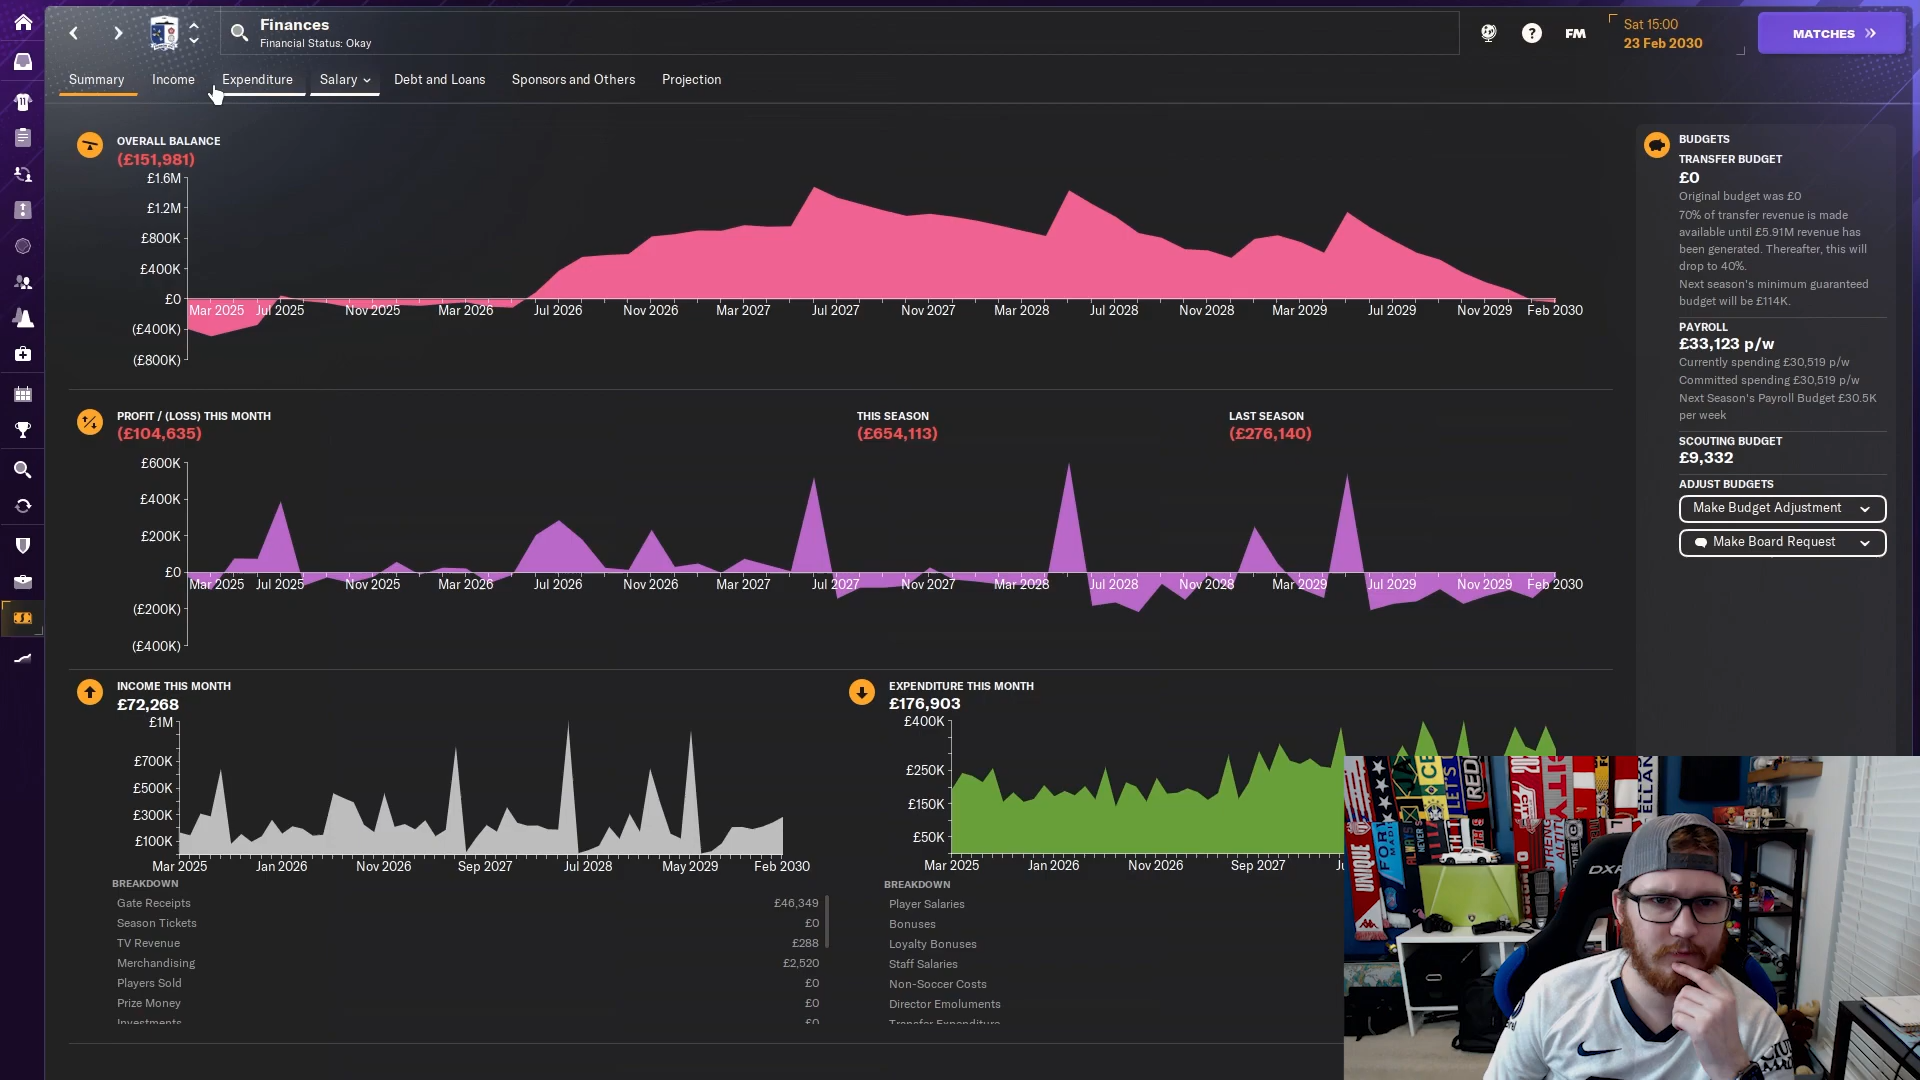 Finances
Financial Status: Okay
FM
Sat 15:00
23 Feb 2030
MATCHES
Summary
Income
Expenditure
Salary
Debt and Loans
Sponsors and Others
Projection
OVERALL BALANCE
(£151,981)
£1.6M
£1.2M
£800K
£400K
£0
(£400K)
(£800K)
Mar 2025 Jul 2025 Nov 2025 Mar 2026 Jul 2026 Nov 2026 Mar 2027 Jul 2027 Nov 2027 Mar 2028 Jul 2028 Nov 2028 Mar 2029 Jul 2029 Nov 2029 Feb 2030
PROFIT / (LOSS) THIS MONTH
(£104,635)
THIS SEASON
(£654,113)
LAST SEASON
(£276,140)
£600K
£400K
£200K
£0
(£200K)
(£400K)
Mar 2025 Jul 2025 Nov 2025 Mar 2026 Jul 2026 Nov 2026 Mar 2027 Jul 2027 Nov 2027 Mar 2028 Jul 2028 Nov 2028 Mar 2029 Jul 2029 Nov 2029 Feb 2030
INCOME THIS MONTH
£72,268
£1M
£700K
£500K
£300K
£100K
Mar 2025 Jan 2026 Nov 2026 Sep 2027 Jul 2028 May 2029 Feb 2030
BREAKDOWN
Gate Receipts £46,349
Season Tickets £0
TV Revenue £288
Merchandising £2,520
Players Sold £0
Prize Money £0
Investments £0
EXPENDITURE THIS MONTH
£176,903
£400K
£250K
£150K
£50K
Mar 2025 Jan 2026 Nov 2026 Sep 2027
BREAKDOWN
Player Salaries
Bonuses
Loyalty Bonuses
Staff Salaries
Non-Soccer Costs
Director Emoluments
Transfer Expenditure
BUDGETS
TRANSFER BUDGET
£0
Original budget was £0
70% of transfer revenue is made
available until £5.91M revenue has
been generated. Thereafter, this will
drop to 40%.
Next season's minimum guaranteed
budget will be £114K.
PAYROLL
£33,123 p/w
Currently spending £30,519 p/w
Committed spending £30,519 p/w
Next Season's Payroll Budget £30.5K
per week
SCOUTING BUDGET
£9,332
ADJUST BUDGETS
Make Budget Adjustment
Make Board Request
UNIQUE
FOR
LET'S
RED
CITY